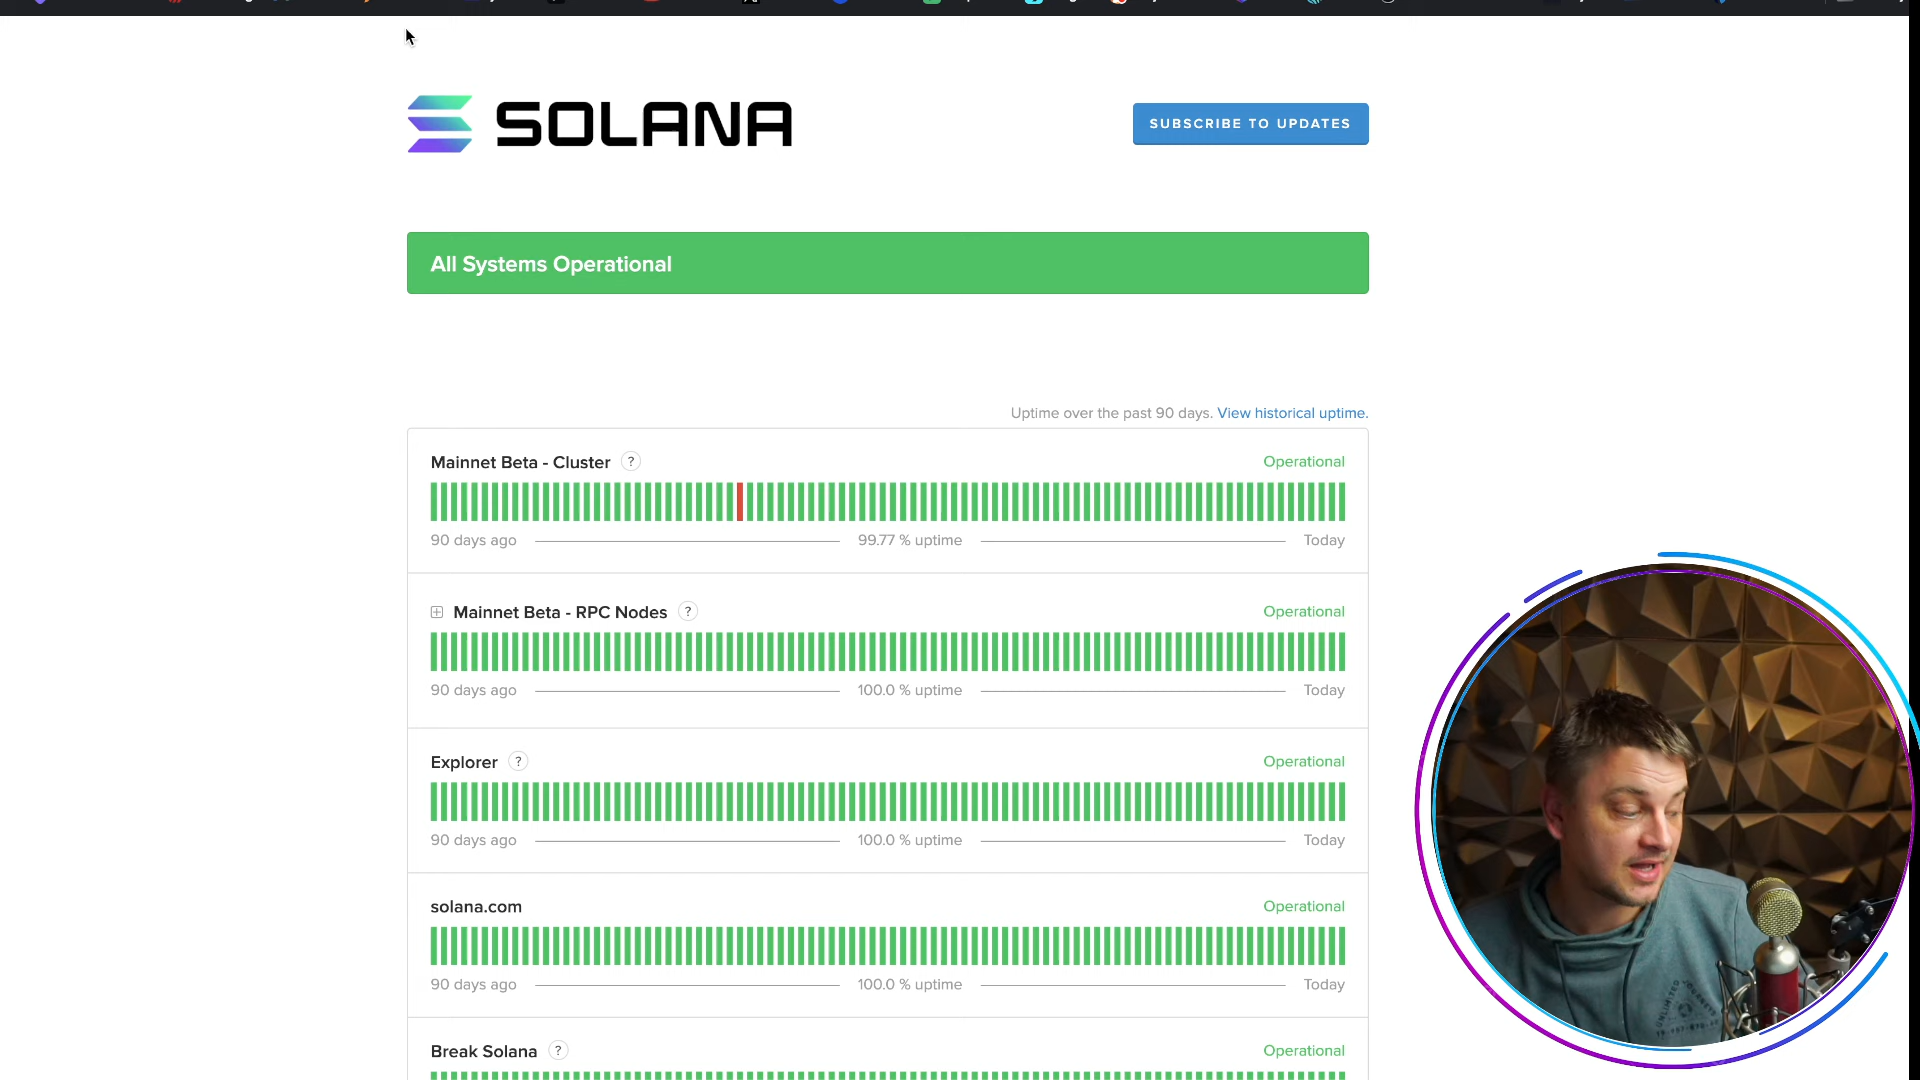 SOLANA
SUBSCRIBE TO UPDATES
All Systems Operational
Uptime over the past 90 days. View historical uptime.
Mainnet Beta - Cluster ? Operational
90 days ago 99.77 % uptime Today
Mainnet Beta - RPC Nodes ? Operational
90 days ago 100.0 % uptime Today
Explorer ? Operational
90 days ago 100.0 % uptime Today
solana.com Operational
90 days ago 100.0 % uptime Today
Break Solana ? Operational